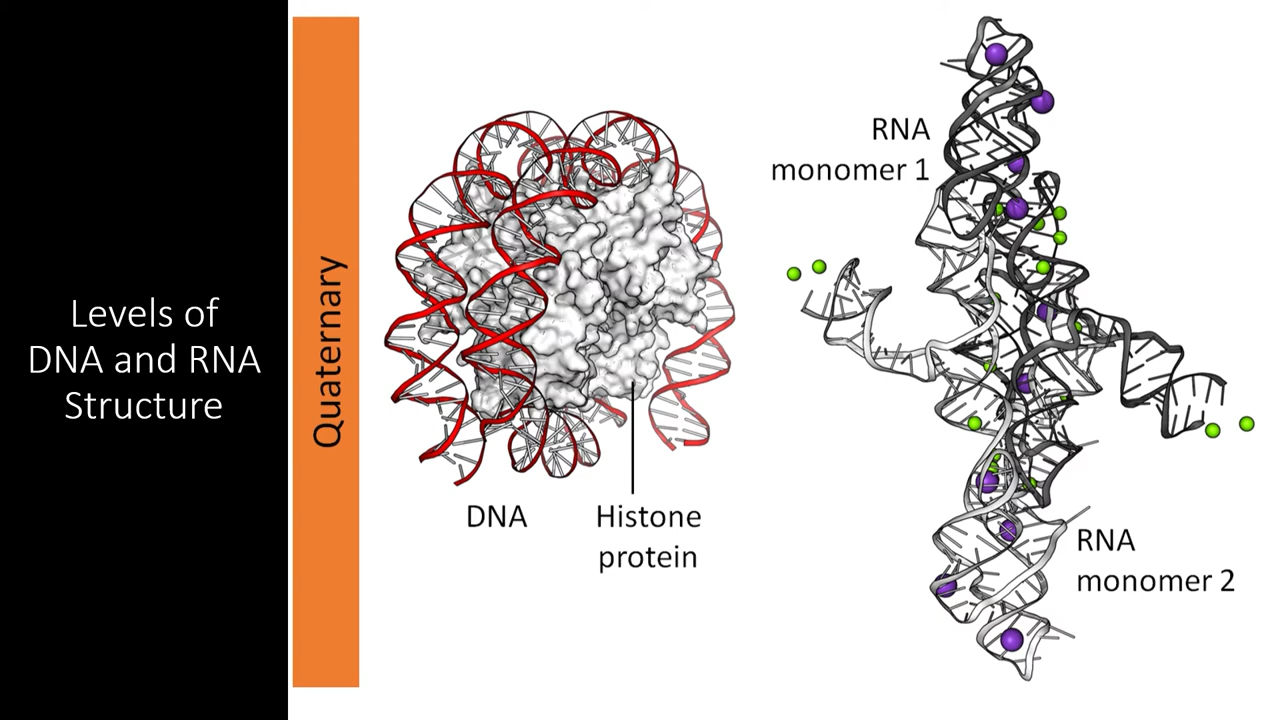 Levels of
DNA and RNA
Structure
Quaternary
DNA
Histone
protein
RNA
monomer 1
RNA
monomer 2